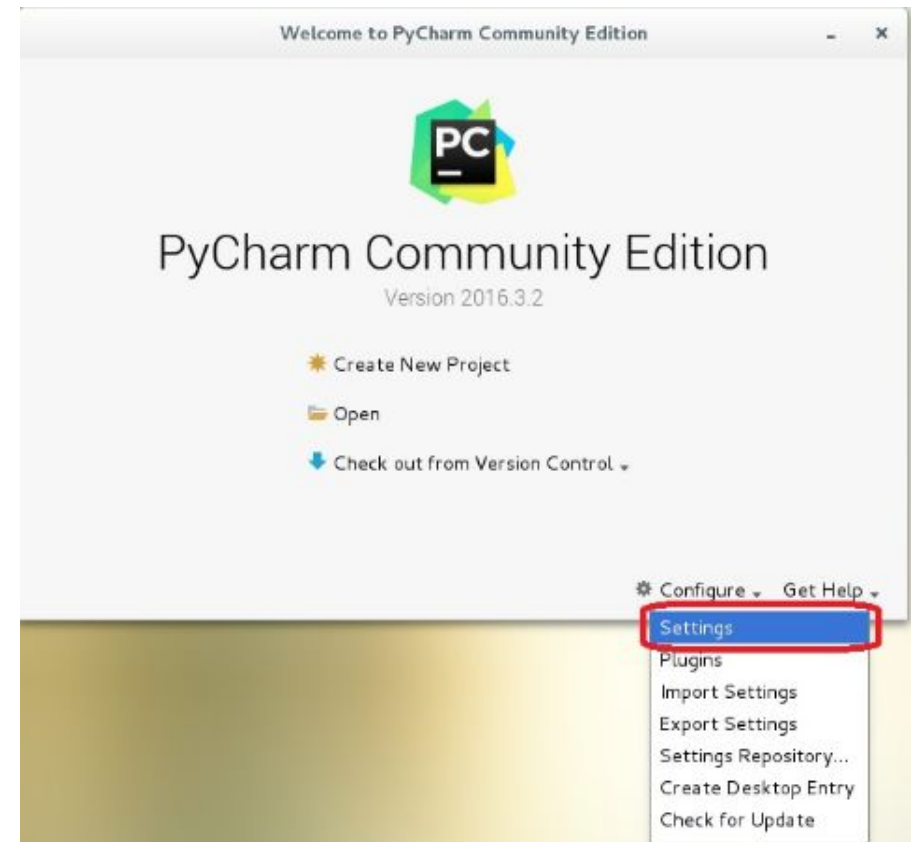 Welcome to PyCharm Community Edition
PC
PyCharm Community Edition
Version 2016.3.2
Create New Project
Open
Check out from Version Control
Configure Get Help
Settings
Plugins
Import Settings
Export Settings
Settings Repository...
Create Desktop Entry
Check for Update